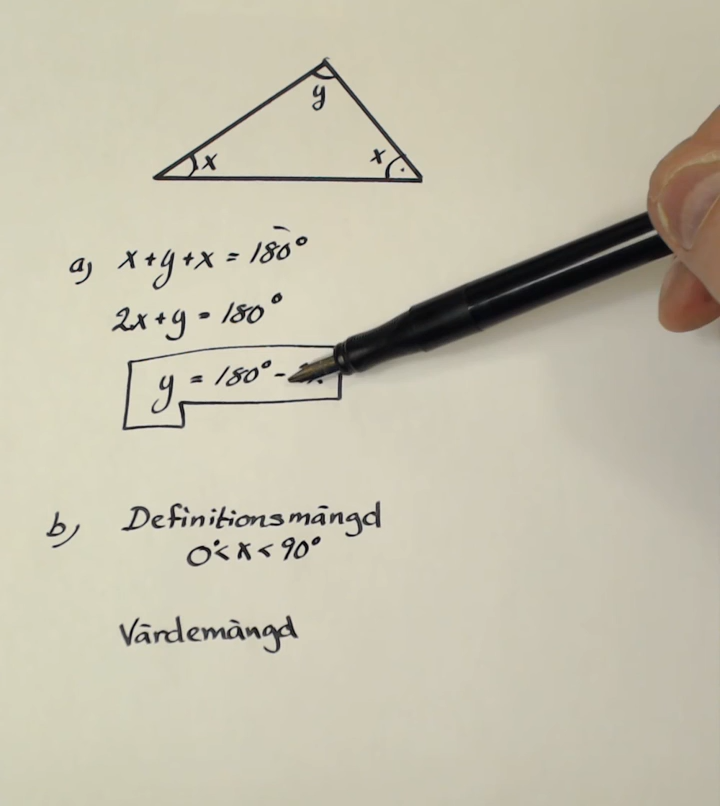 y
x
x
a) x+y+x = 180°
2x+y = 180°
y = 180° -
b) Definitionsmängd
0°< x < 90°
Värdemängd